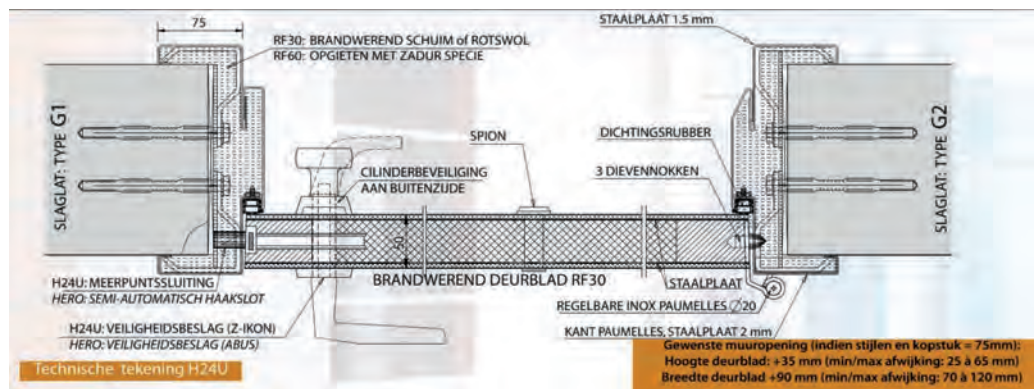 75
STAALPLAAT 1.5 mm
RF30: BRANDWEREND SCHUIM of ROTSWOL
RF60: OPGIETEN MET ZADUR SPECIE
SLAGLAT: TYPE G1
SLAGLAT: TYPE G2
SPION
DICHTINGSRUBBER
CILINDERBEVEILIGING
AAN BUITENZIJDE
3 DIEVENNOKKEN
50
H24U: MEERPUNTSSLUITING
HERO: SEMI-AUTOMATISCH HAAKSLOT
BRANDWEREND DEURBLAD RF30
STAALPLAAT
REGELBARE INOX PAUMELLES ∅20
H24U: VEILIGHEIDSBESLAG (Z-IKON)
HERO: VEILIGHEIDSBESLAG (ABUS)
KANT PAUMELLES, STAALPLAAT 2 mm
Technische tekening H24U
Gewenste muuropening (indien stijlen en kopstuk = 75mm):
Hoogte deurblad: +35 mm (min/max afwijking: 25 à 65 mm)
Breedte deurblad +90 mm (min/max afwijking: 70 à 120 mm)